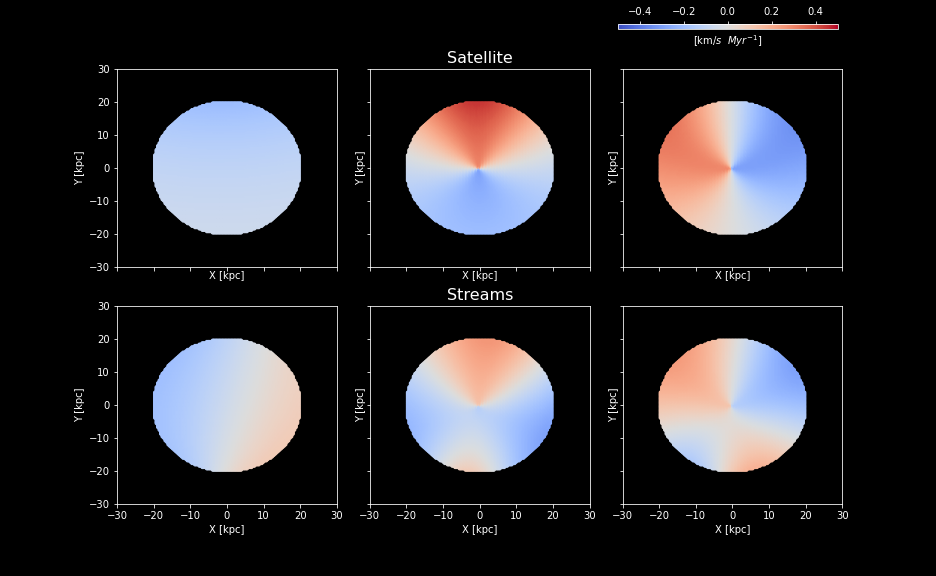 −0.4 −0.2 0.0 0.2 0.4
[km/s Myr⁻¹]
Satellite
30
20
10
0
−10
−20
−30
Y [kpc]
Y [kpc]
Y [kpc]
X [kpc] X [kpc] X [kpc]
Streams
30
20
10
0
−10
−20
−30
Y [kpc]
Y [kpc]
Y [kpc]
−30 −20 −10 0 10 20 30 −30 −20 −10 0 10 20 30 −30 −20 −10 0 10 20 30
X [kpc] X [kpc] X [kpc]